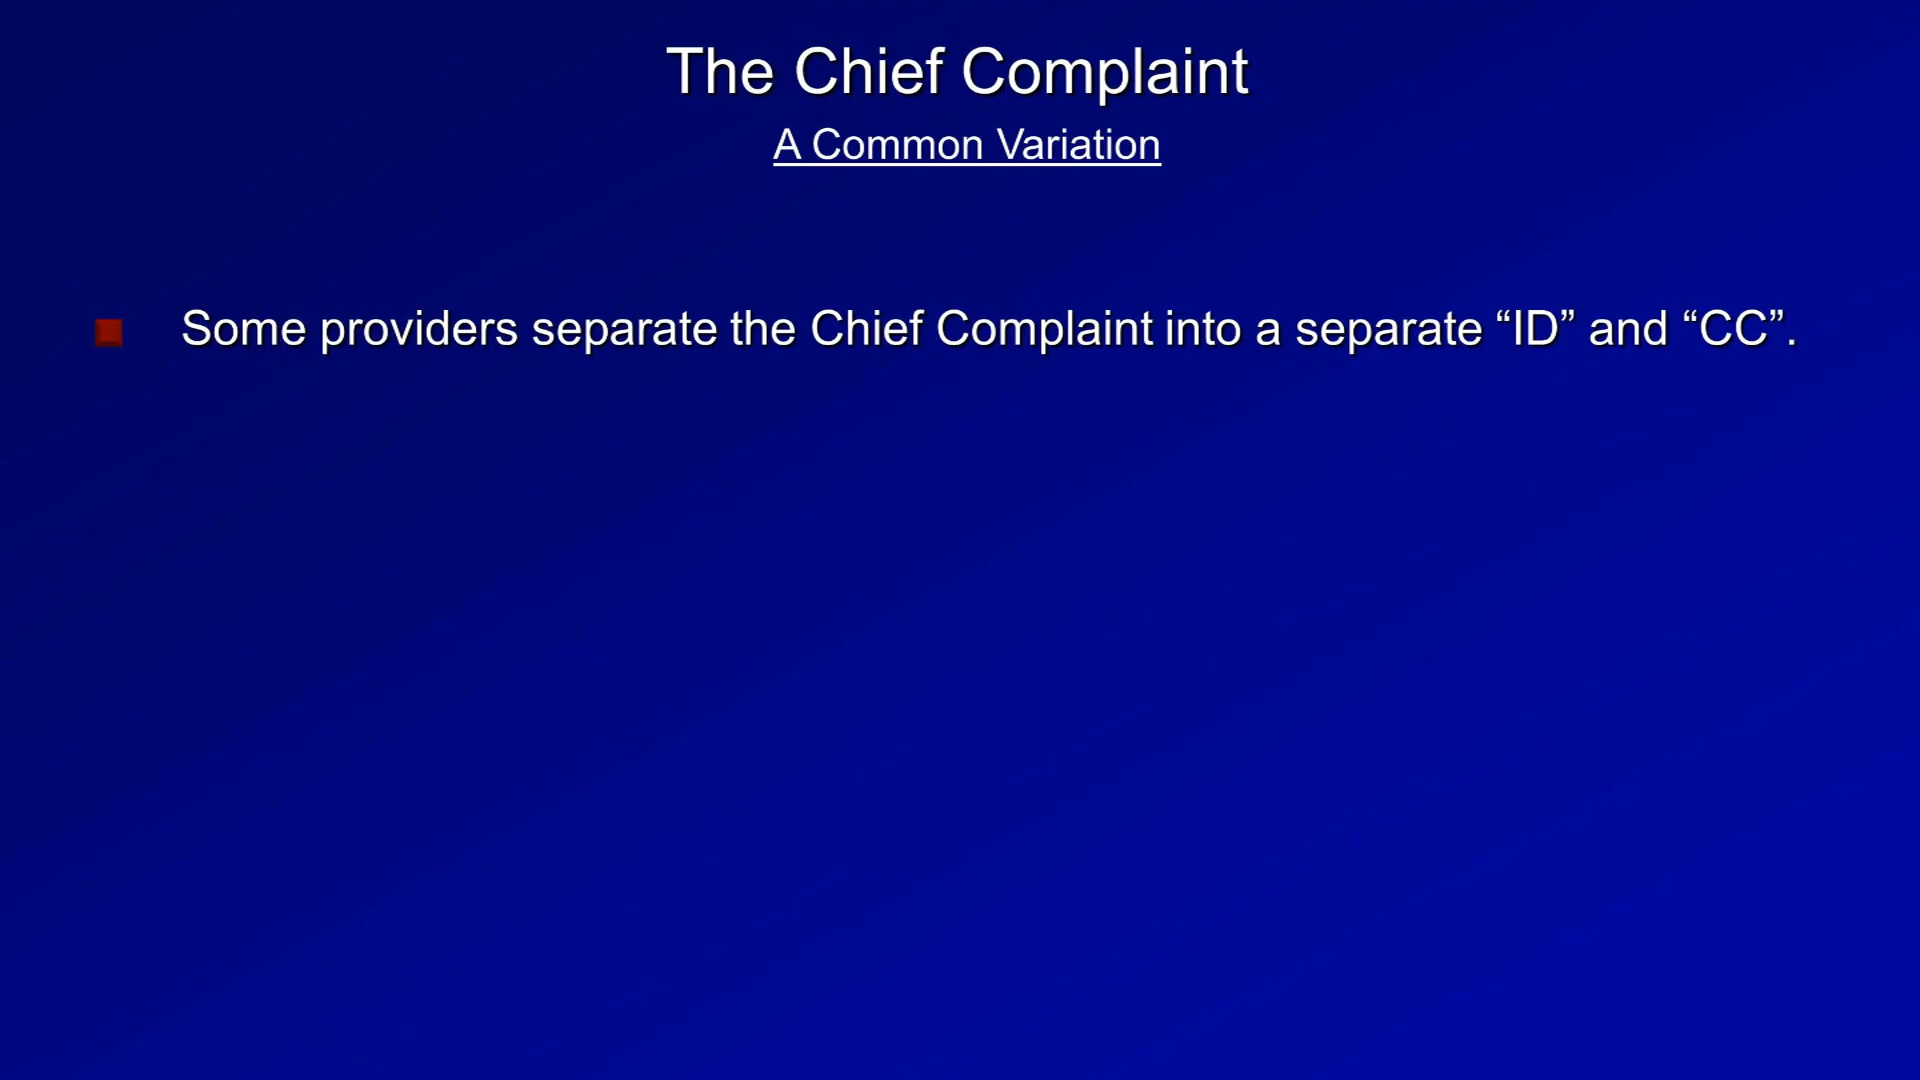 The Chief Complaint
A Common Variation
Some providers separate the Chief Complaint into a separate “ID” and “CC”.